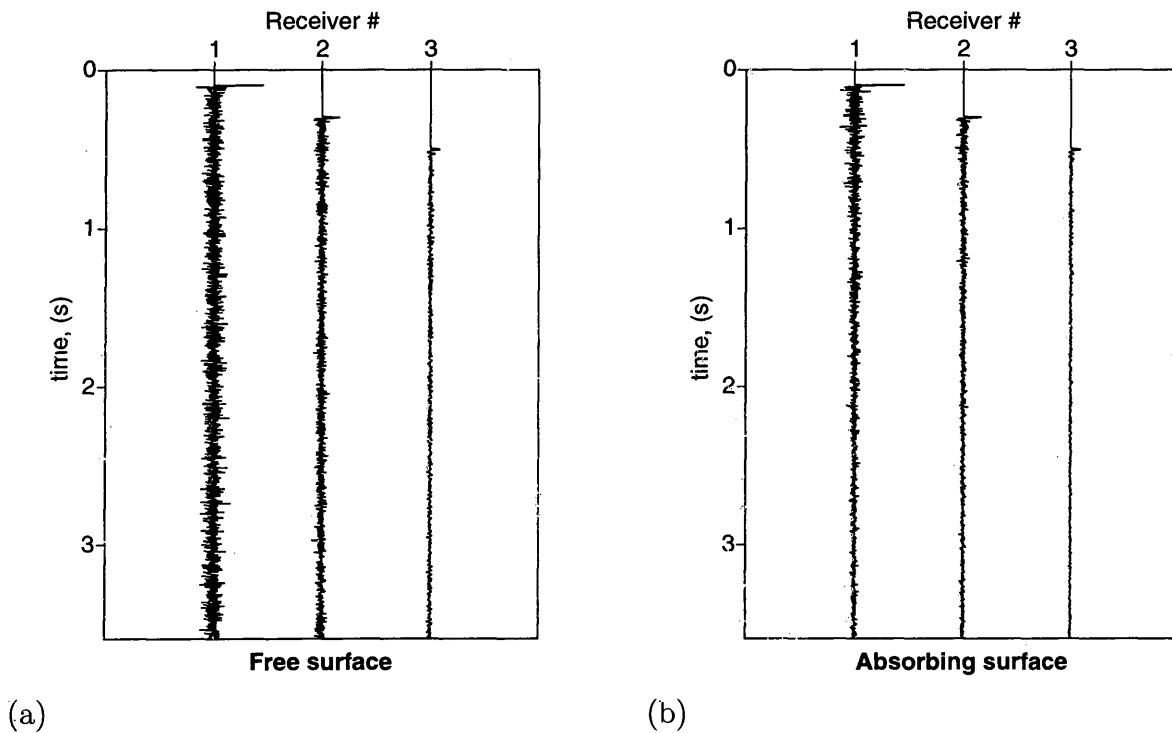 Receiver #
1 2 3
0
1
2
3
time, (s)
Free surface
(a)
Receiver #
1 2 3
0
1
2
3
time, (s)
Absorbing surface
(b)